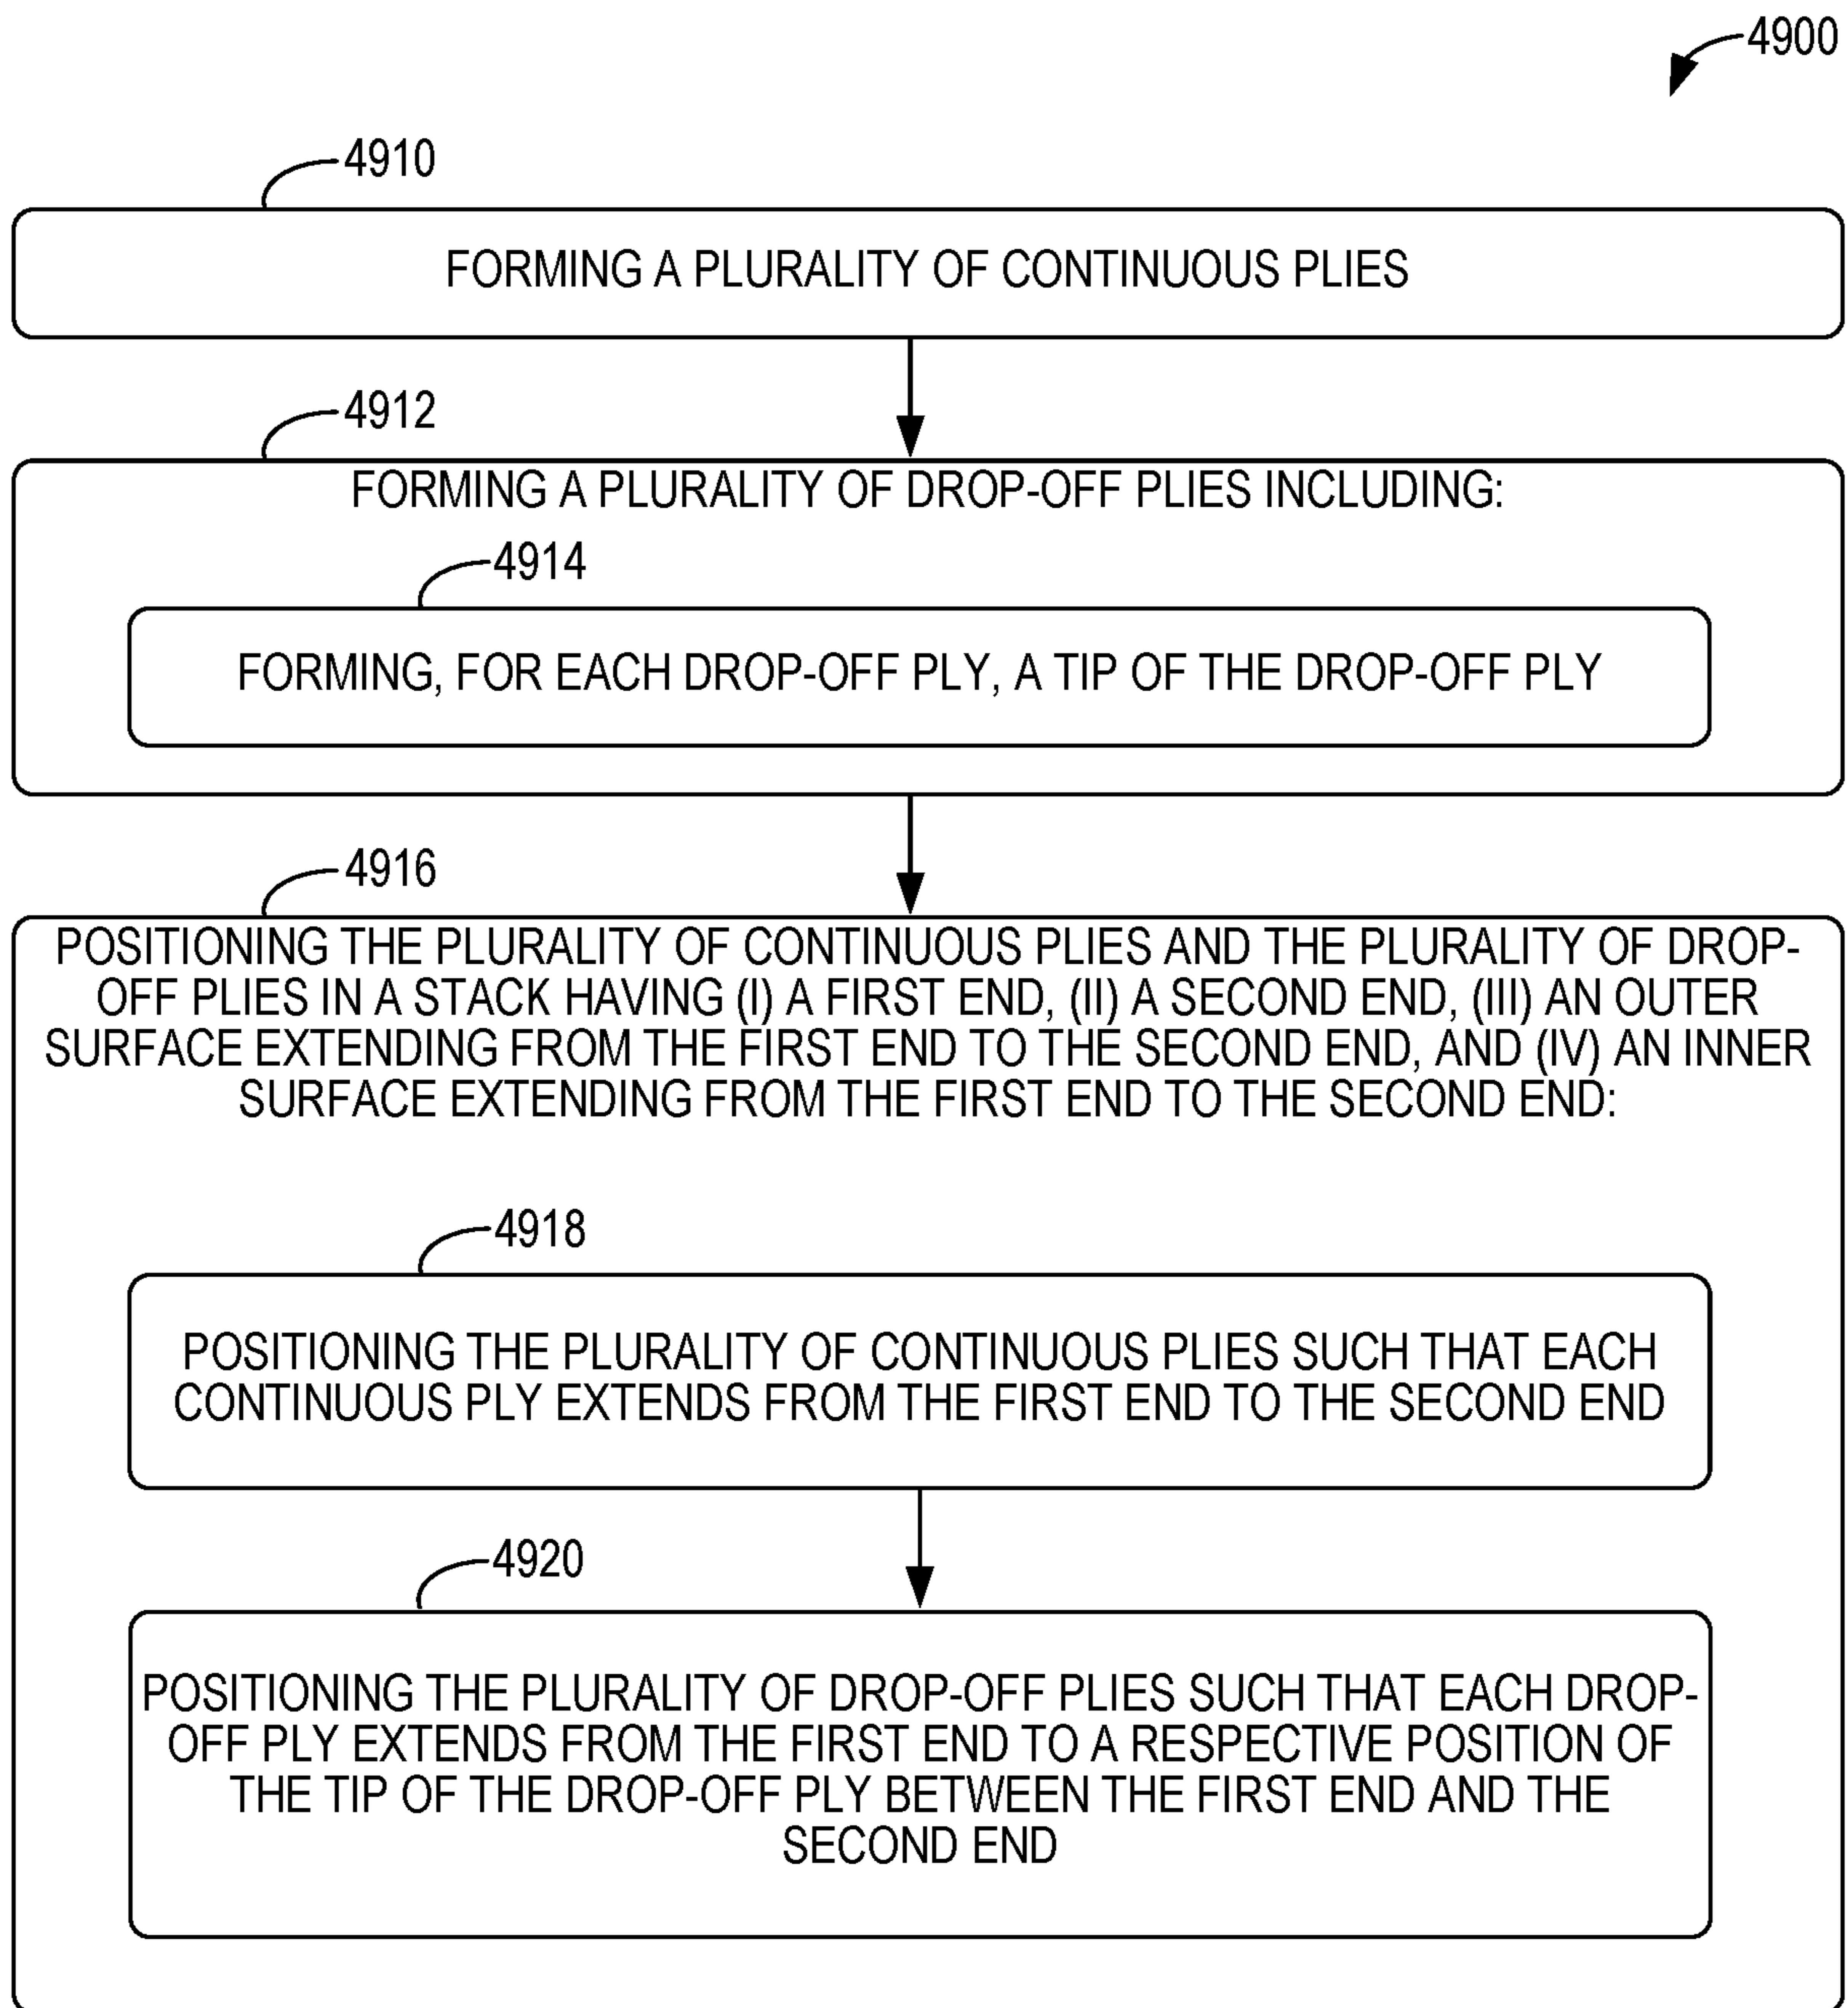 4900
4910
FORMING A PLURALITY OF CONTINUOUS PLIES
4912
FORMING A PLURALITY OF DROP-OFF PLIES INCLUDING:
4914
FORMING, FOR EACH DROP-OFF PLY, A TIP OF THE DROP-OFF PLY
4916
POSITIONING THE PLURALITY OF CONTINUOUS PLIES AND THE PLURALITY OF DROP-
OFF PLIES IN A STACK HAVING (I) A FIRST END, (II) A SECOND END, (III) AN OUTER
SURFACE EXTENDING FROM THE FIRST END TO THE SECOND END, AND (IV) AN INNER
SURFACE EXTENDING FROM THE FIRST END TO THE SECOND END:
4918
POSITIONING THE PLURALITY OF CONTINUOUS PLIES SUCH THAT EACH
CONTINUOUS PLY EXTENDS FROM THE FIRST END TO THE SECOND END
4920
POSITIONING THE PLURALITY OF DROP-OFF PLIES SUCH THAT EACH DROP-
OFF PLY EXTENDS FROM THE FIRST END TO A RESPECTIVE POSITION OF
THE TIP OF THE DROP-OFF PLY BETWEEN THE FIRST END AND THE
SECOND END